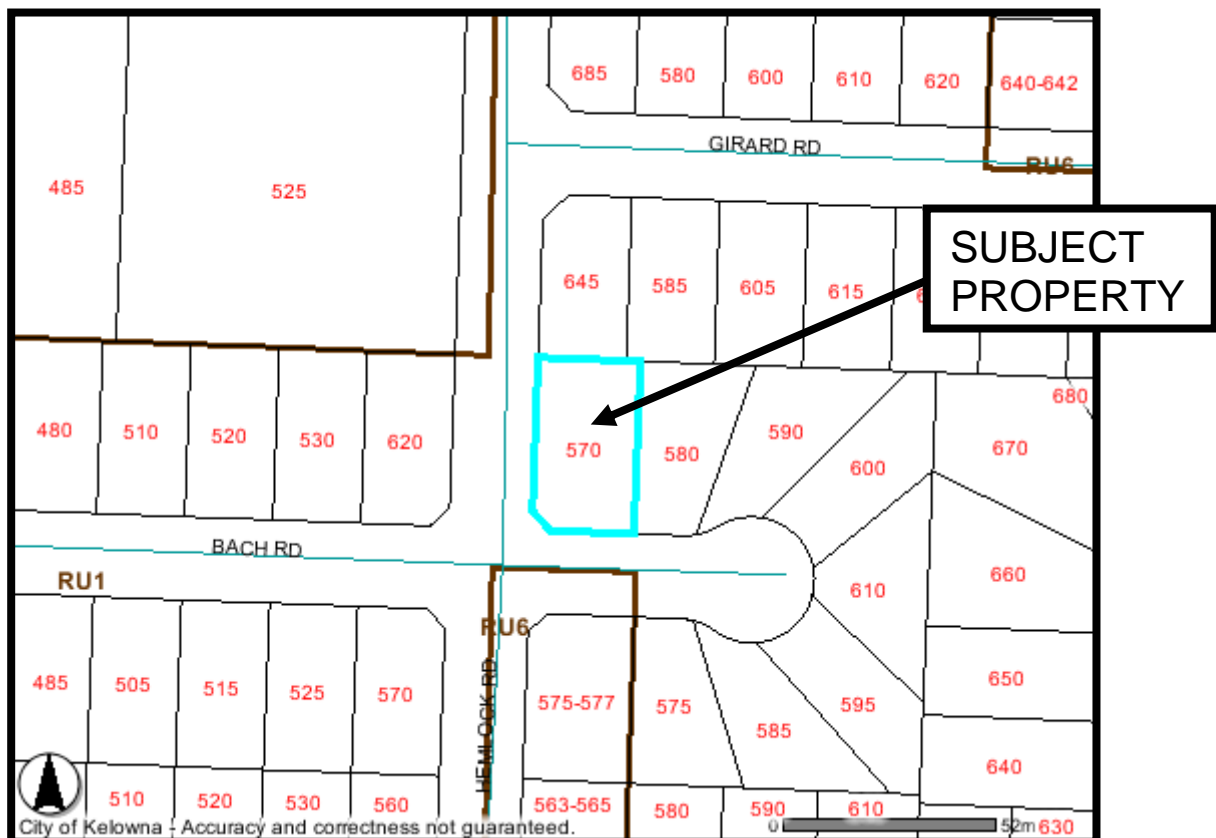 685 580 600 610 620 640-642
GIRARD RD
RU6
485 525
SUBJECT
PROPERTY
645 585 605 615
680
480 510 520 530 620 570 580 590 600 670
BACH RD
RU1
610 660
RU6
HEMLOCK RD
485 505 515 525 570 575-577 575 585 595 650
640
510 520 530 560 563-565 580 590 610 630
City of Kelowna - Accuracy and correctness not guaranteed.
0 52m